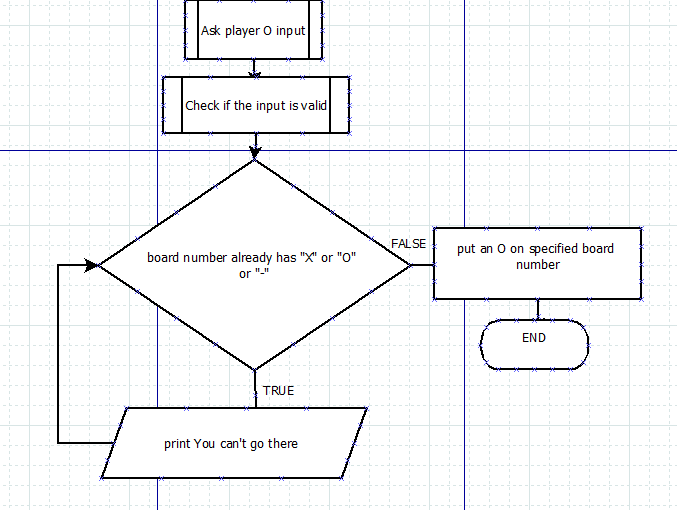 Ask player O input
Check if the input is valid
board number already has "X" or "O"
or "-"
FALSE
put an O on specified board
number
END
TRUE
print You can't go there